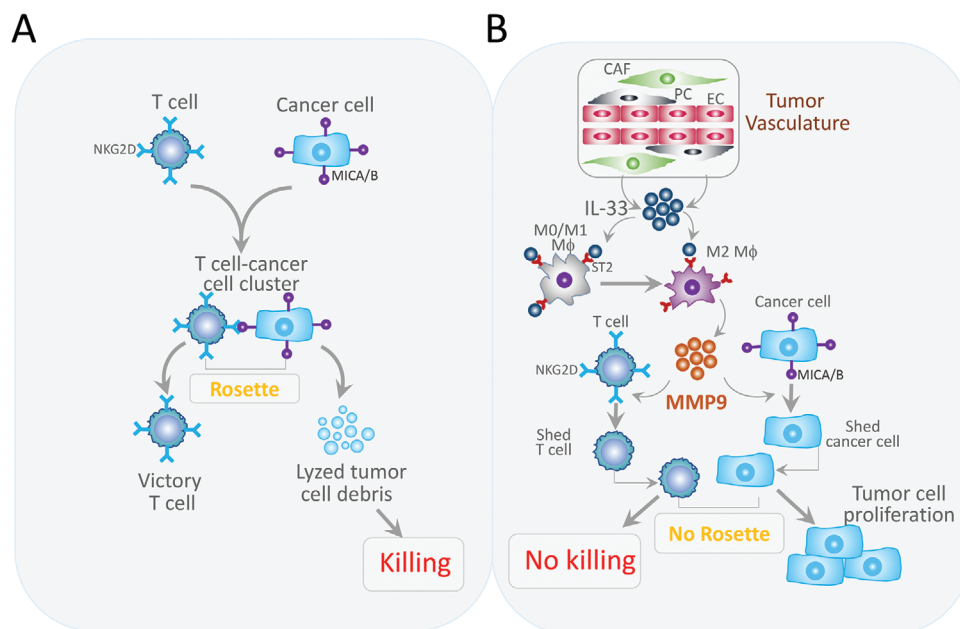 A
T cell
Cancer cell
NKG2D
MICA/B
T cell-cancer
cell cluster
Rosette
Victory
T cell
Lyzed tumor
cell debris
Killing
B
CAF
PC
EC
Tumor
Vasculature
IL-33
M0/M1
Mϕ
ST2
M2 Mϕ
T cell
Cancer cell
NKG2D
MICA/B
MMP9
Shed
T cell
Shed
cancer cell
Tumor cell
proliferation
No Rosette
No killing